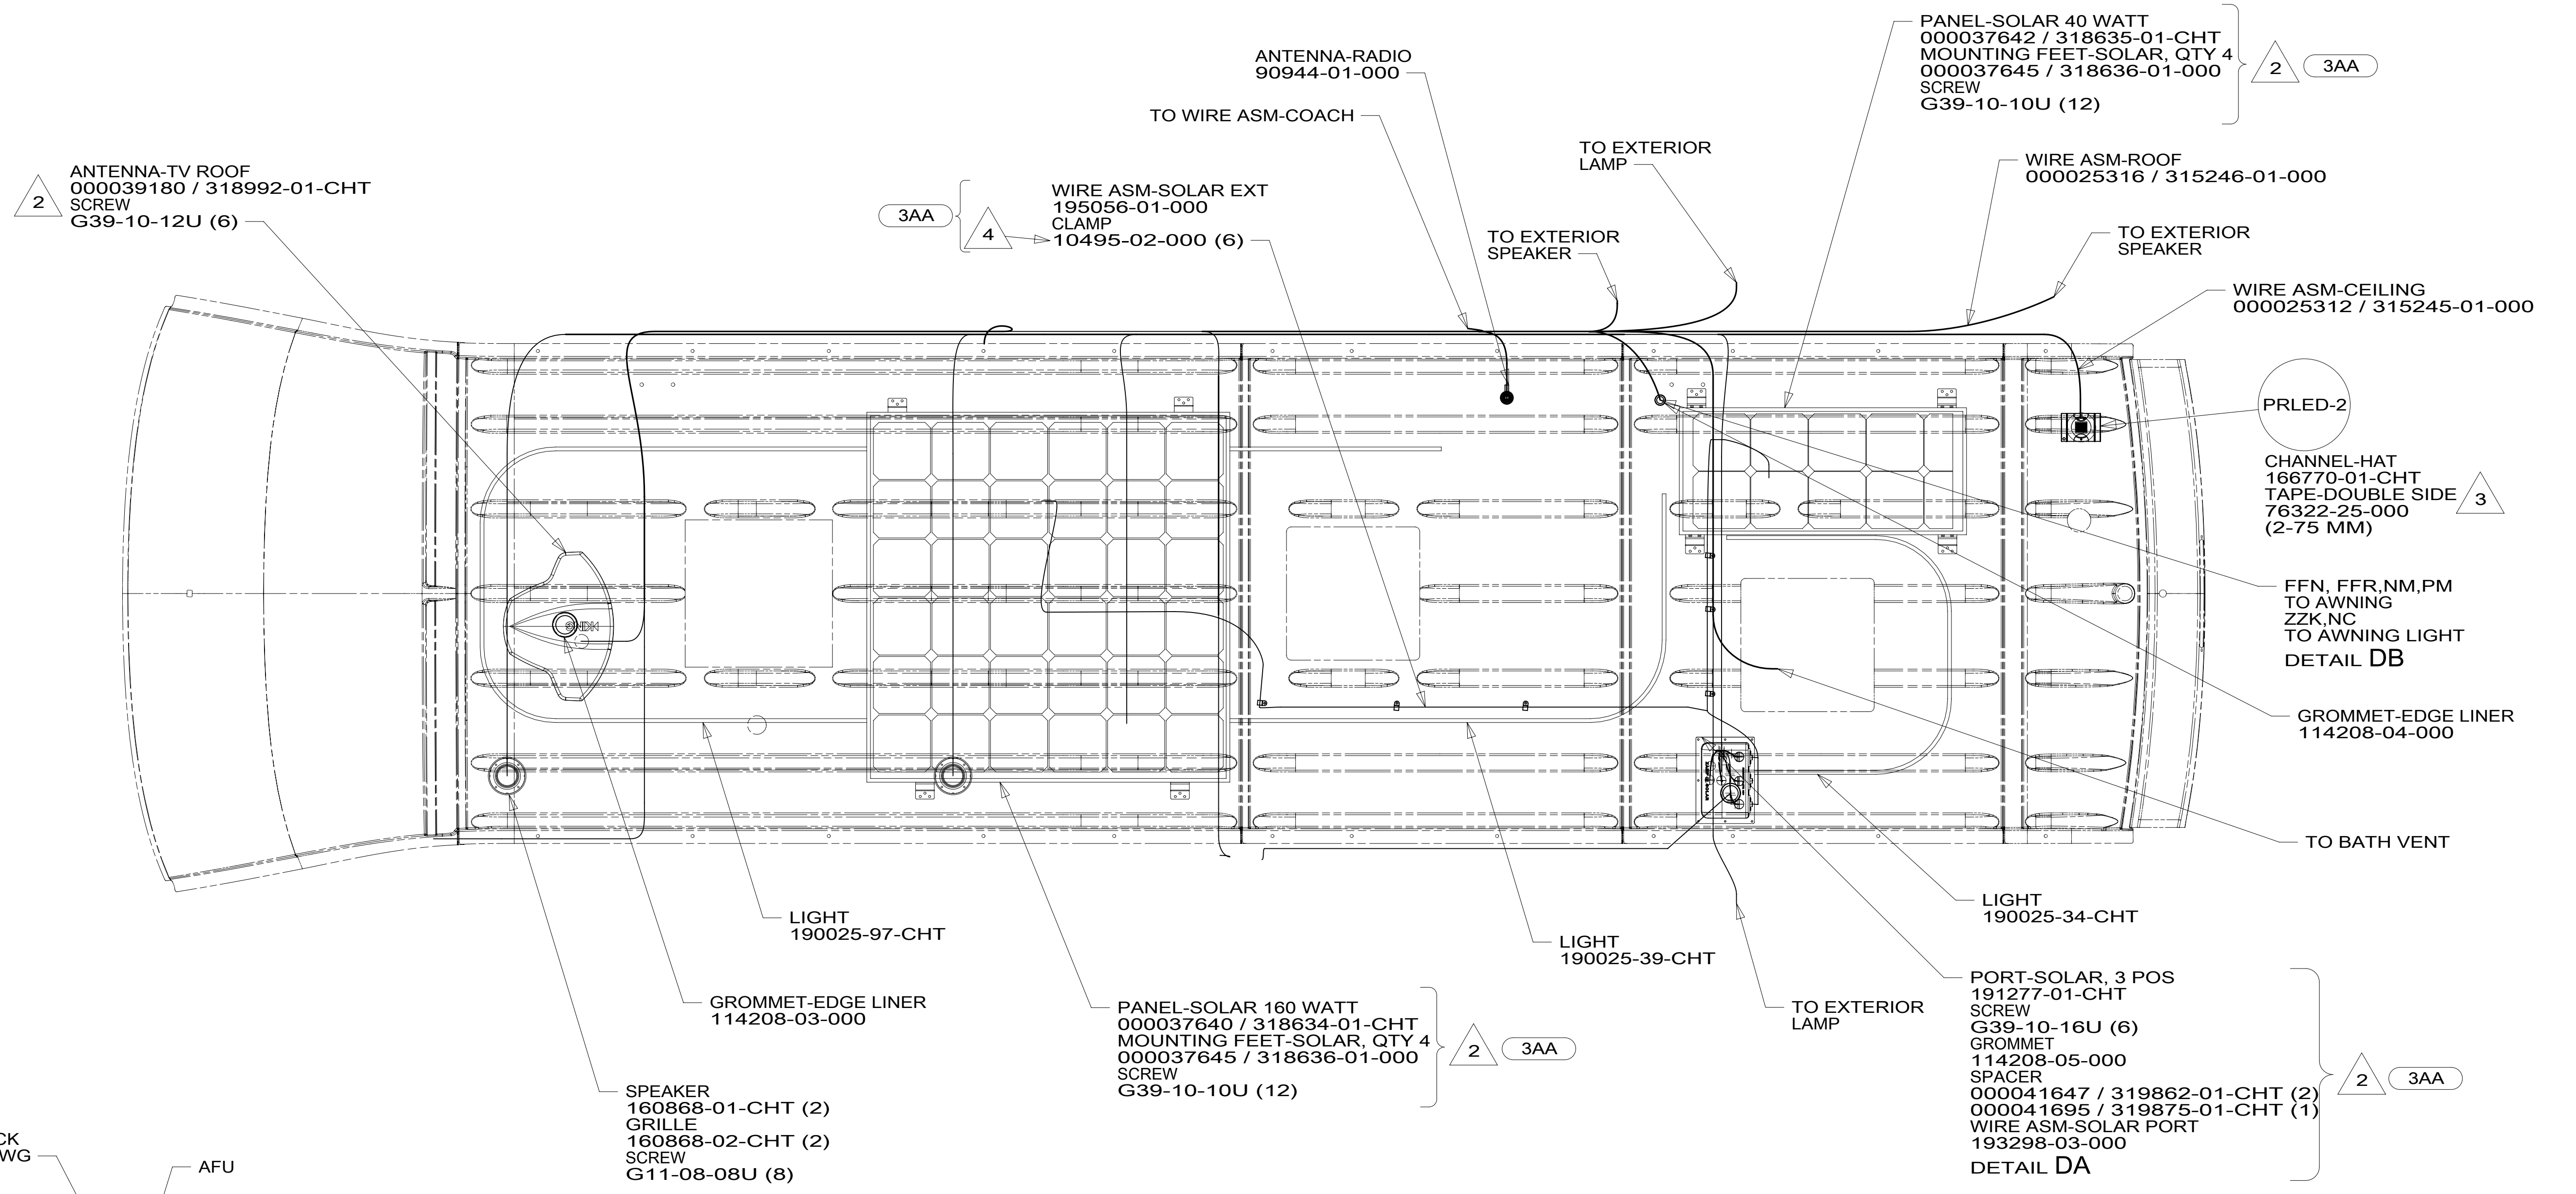 PANEL-SOLAR 40 WATT
000037642 / 318635-01-CHT
MOUNTING FEET-SOLAR, QTY 4
000037645 / 318636-01-000
SCREW
G39-10-10U (12)
2
3AA
ANTENNA-RADIO
90944-01-000
TO WIRE ASM-COACH
TO EXTERIOR
LAMP
WIRE ASM-ROOF
000025316 / 315246-01-000
2
ANTENNA-TV ROOF
000039180 / 318992-01-CHT
SCREW
G39-10-12U (6)
3AA
4
WIRE ASM-SOLAR EXT
195056-01-000
CLAMP
10495-02-000 (6)
TO EXTERIOR
SPEAKER
TO EXTERIOR
SPEAKER
WIRE ASM-CEILING
000025312 / 315245-01-000
PRLED-2
CHANNEL-HAT
166770-01-CHT
TAPE-DOUBLE SIDE
76322-25-000
(2-75 MM)
3
FFN, FFR,NM,PM
TO AWNING
ZZK,NC
TO AWNING LIGHT
DETAIL DB
KING
GROMMET-EDGE LINER
114208-04-000
TO BATH VENT
LIGHT
190025-97-CHT
LIGHT
190025-39-CHT
LIGHT
190025-34-CHT
GROMMET-EDGE LINER
114208-03-000
PANEL-SOLAR 160 WATT
000037640 / 318634-01-CHT
MOUNTING FEET-SOLAR, QTY 4
000037645 / 318636-01-000
SCREW
G39-10-10U (12)
2
3AA
TO EXTERIOR
LAMP
PORT-SOLAR, 3 POS
191277-01-CHT
SCREW
G39-10-16U (6)
GROMMET
114208-05-000
SPACER
000041647 / 319862-01-CHT (2)
000041695 / 319875-01-CHT (1)
WIRE ASM-SOLAR PORT
193298-03-000
DETAIL DA
2
3AA
SPEAKER
160868-01-CHT (2)
GRILLE
160868-02-CHT (2)
SCREW
G11-08-08U (8)
CK
WG
AFU